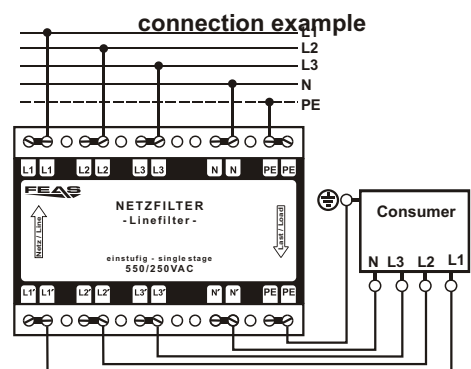 connection example
L1
L2
L3
N
PE
L1 L1 L2 L2 L3 L3 N N PE PE
FEAS
NETZFILTER
-Linefilter-
Netz / Line
Last / Load
einstufig - single stage
550/250VAC
L1' L1' L2' L2' L3' L3' N' N' PE PE
Consumer
N L3 L2 L1